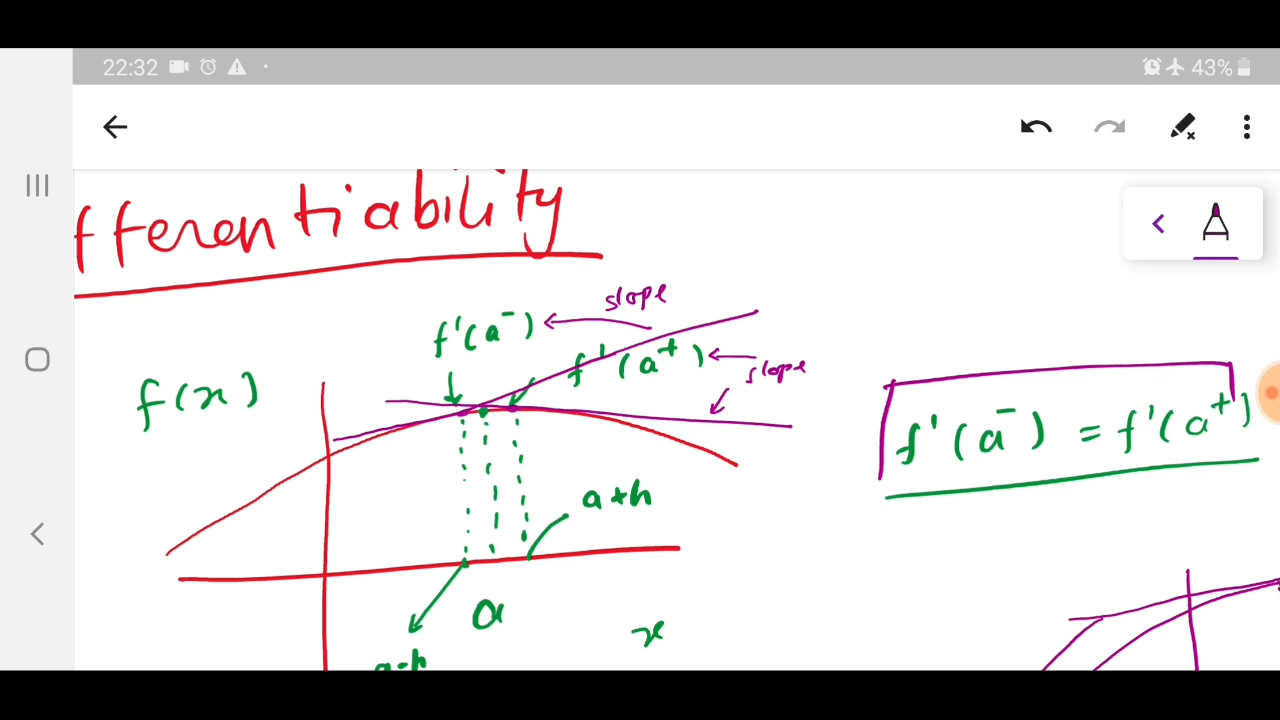 22:32
43%
fferentiability
slope
f'(a⁻)
f'(a⁺)
slope
f(x)
f'(a⁻) = f'(a⁺)
a+h
a
x
a-h